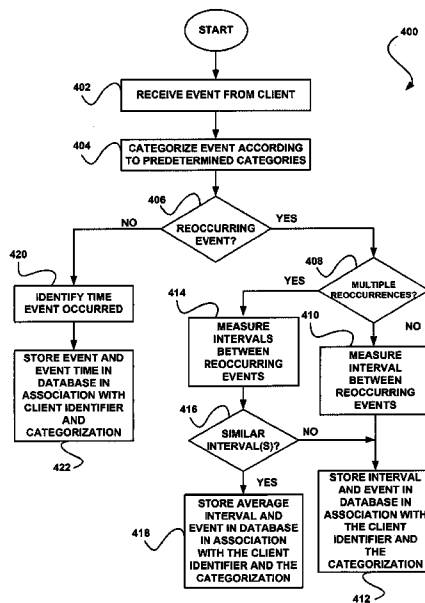 START
400
402
RECEIVE EVENT FROM CLIENT
404
CATEGORIZE EVENT ACCORDING
TO PREDETERMINED CATEGORIES
406
NO
YES
REOCCURRING
EVENT?
420
408
IDENTIFY TIME
EVENT OCCURRED
YES
MULTIPLE
REOCCURRENCES?
414
410
NO
MEASURE
INTERVALS
BETWEEN
REOCCURRING
EVENTS
MEASURE
INTERVAL
BETWEEN
REOCCURRING
EVENTS
STORE EVENT AND
EVENT TIME IN
DATABASE IN
ASSOCIATION WITH
CLIENT IDENTIFIER
AND
CATEGORIZATION
422
416
SIMILAR
INTERVAL(S)?
NO
YES
418
STORE AVERAGE
INTERVAL AND
EVENT IN DATABASE
IN ASSOCIATION
WITH THE CLIENT
IDENTIFIER AND THE
CATEGORIZATION
STORE INTERVAL
AND EVENT IN
DATABASE IN
ASSOCIATION WITH
THE CLIENT
IDENTIFIER AND
THE
CATEGORIZATION
412